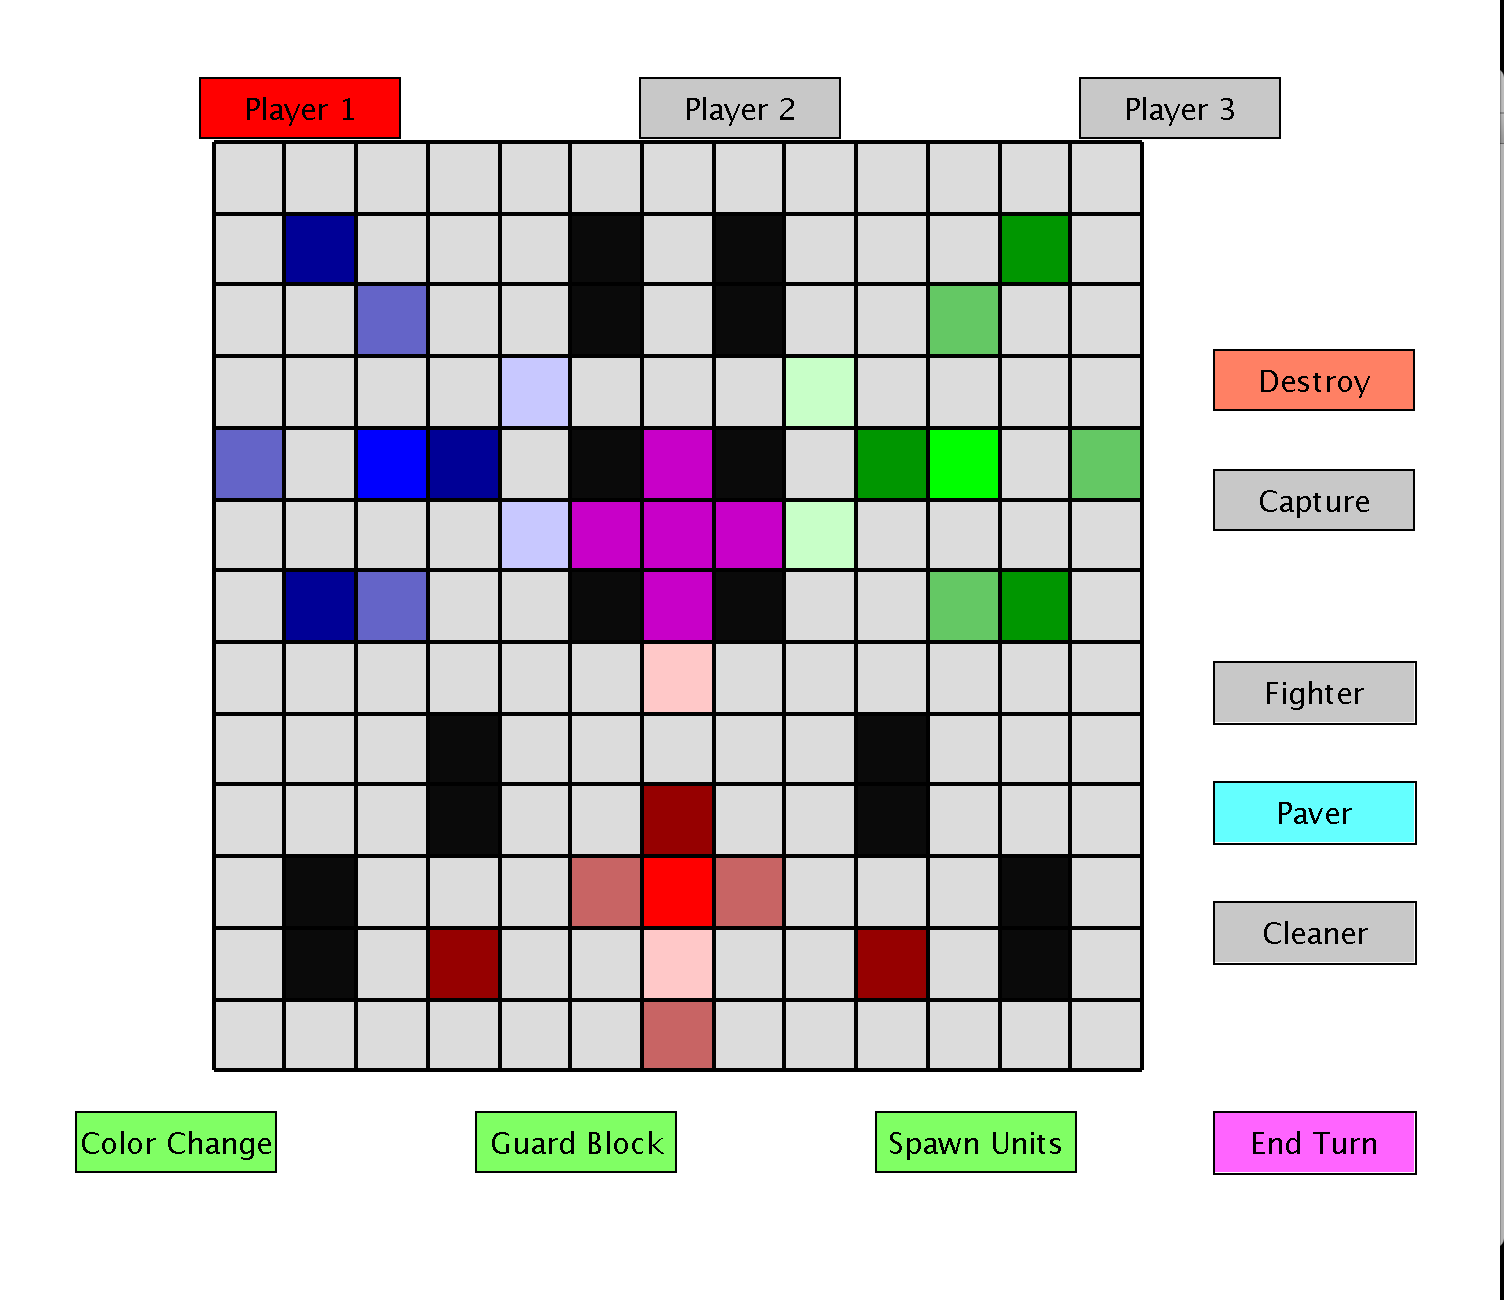 Player 1
Player 2
Player 3
Destroy
Capture
Fighter
Paver
Cleaner
Color Change
Guard Block
Spawn Units
End Turn